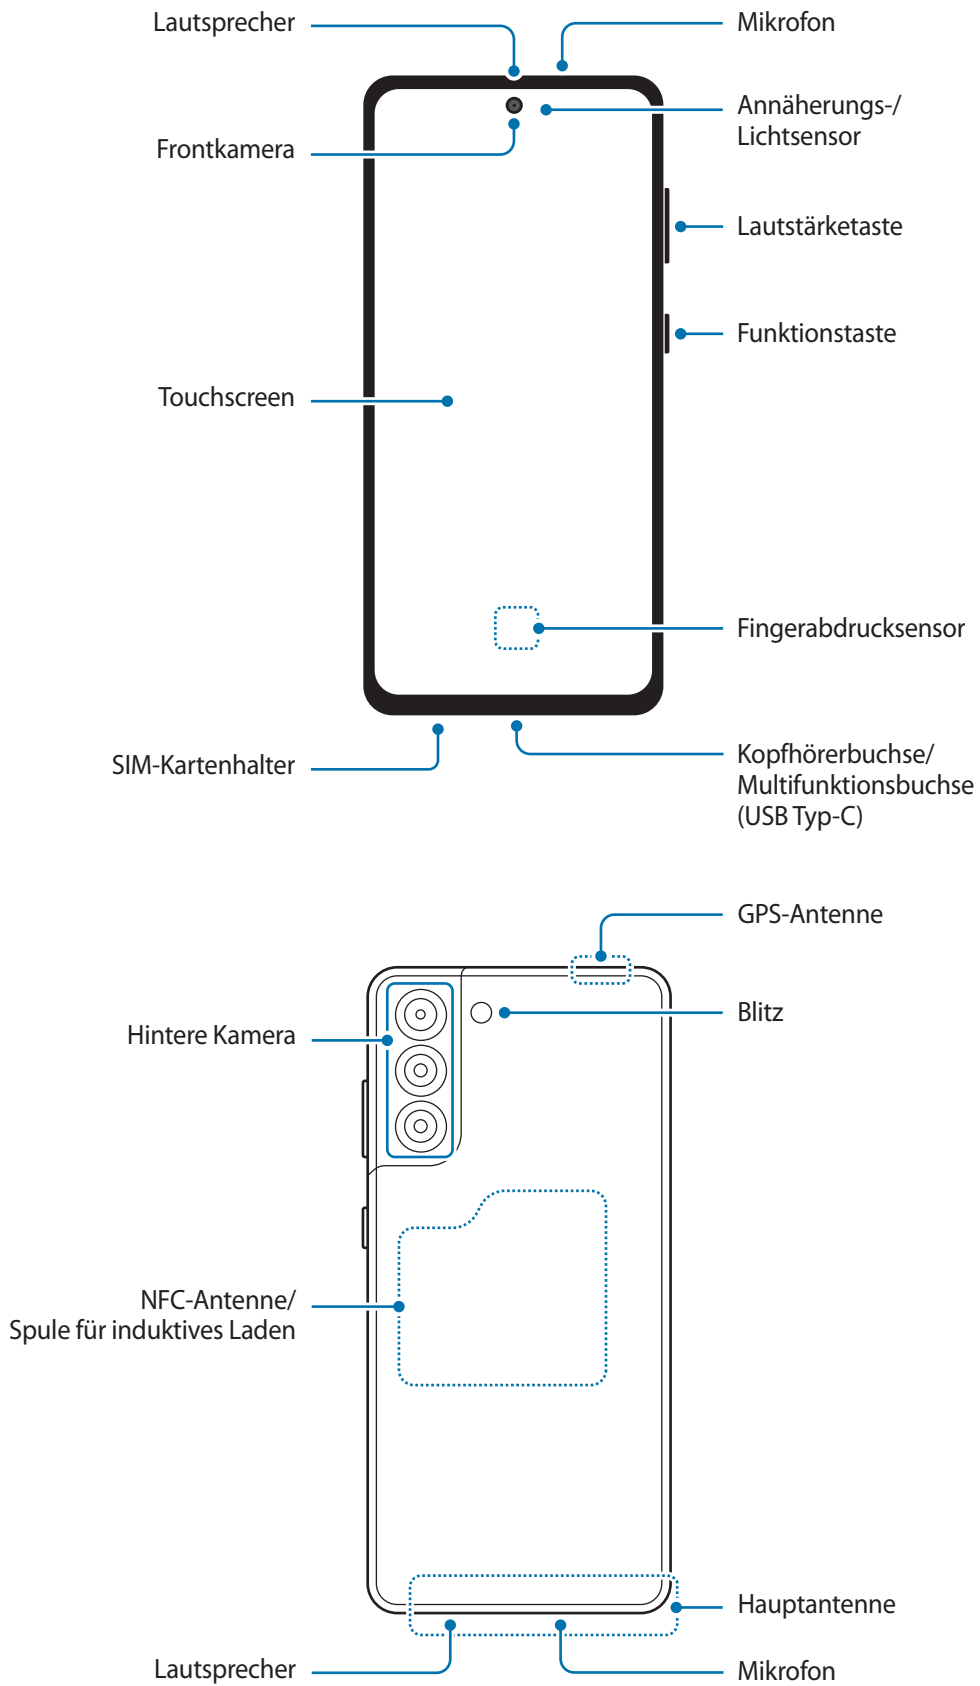 Lautsprecher
Mikrofon
Annäherungs-/
Lichtsensor
Frontkamera
Lautstärketaste
Funktionstaste
Touchscreen
Fingerabdrucksensor
SIM-Kartenhalter
Kopfhörerbuchse/
Multifunktionsbuchse
(USB Typ-C)
GPS-Antenne
Blitz
Hintere Kamera
NFC-Antenne/
Spule für induktives Laden
Hauptantenne
Lautsprecher
Mikrofon